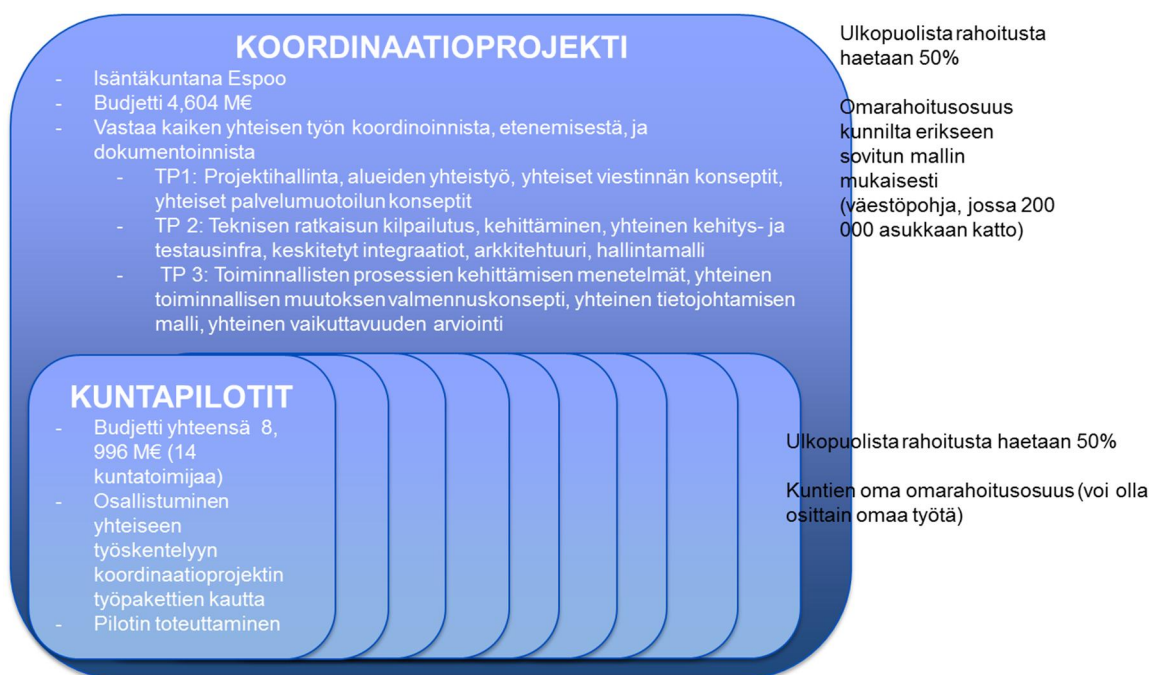 KOORDINAATIOPROJEKTI
- Isäntäkuntana Espoo
- Budjetti 4,604 M€
- Vastaa kaiken yhteisen työn koordinoinnista, etenemisestä, ja
dokumentoinnista
- TP1: Projektihallinta, alueiden yhteistyö, yhteiset viestinnän konseptit,
yhteiset palvelumuotoilun konseptit
- TP 2: Teknisen ratkaisun kilpailutus, kehittäminen, yhteinen kehitys- ja
testausinfra, keskitetyt integraatiot, arkkitehtuuri, hallintamalli
- TP 3: Toiminnallisten prosessien kehittämisen menetelmät, yhteinen
toiminnallisen muutoksen valmennuskonsepti, yhteinen tietojohtamisen
malli, yhteinen vaikuttavuuden arviointi
Ulkopuolista rahoitusta
haetaan 50%
Omarahoitusosuus
kunnilta erikseen
sovitun mallin
mukaisesti
(väestöpohja, jossa 200
000 asukkaan katto)
KUNTAPILOTIT
- Budjetti yhteensä 8,
996 M€ (14
kuntatoimijaa)
- Osallistuminen
yhteiseen
työskentelyyn
koordinaatioprojektin
työpakettien kautta
- Pilotin toteuttaminen
Ulkopuolista rahoitusta haetaan 50%
Kuntien oma omarahoitusosuus (voi olla
osittain omaa työtä)